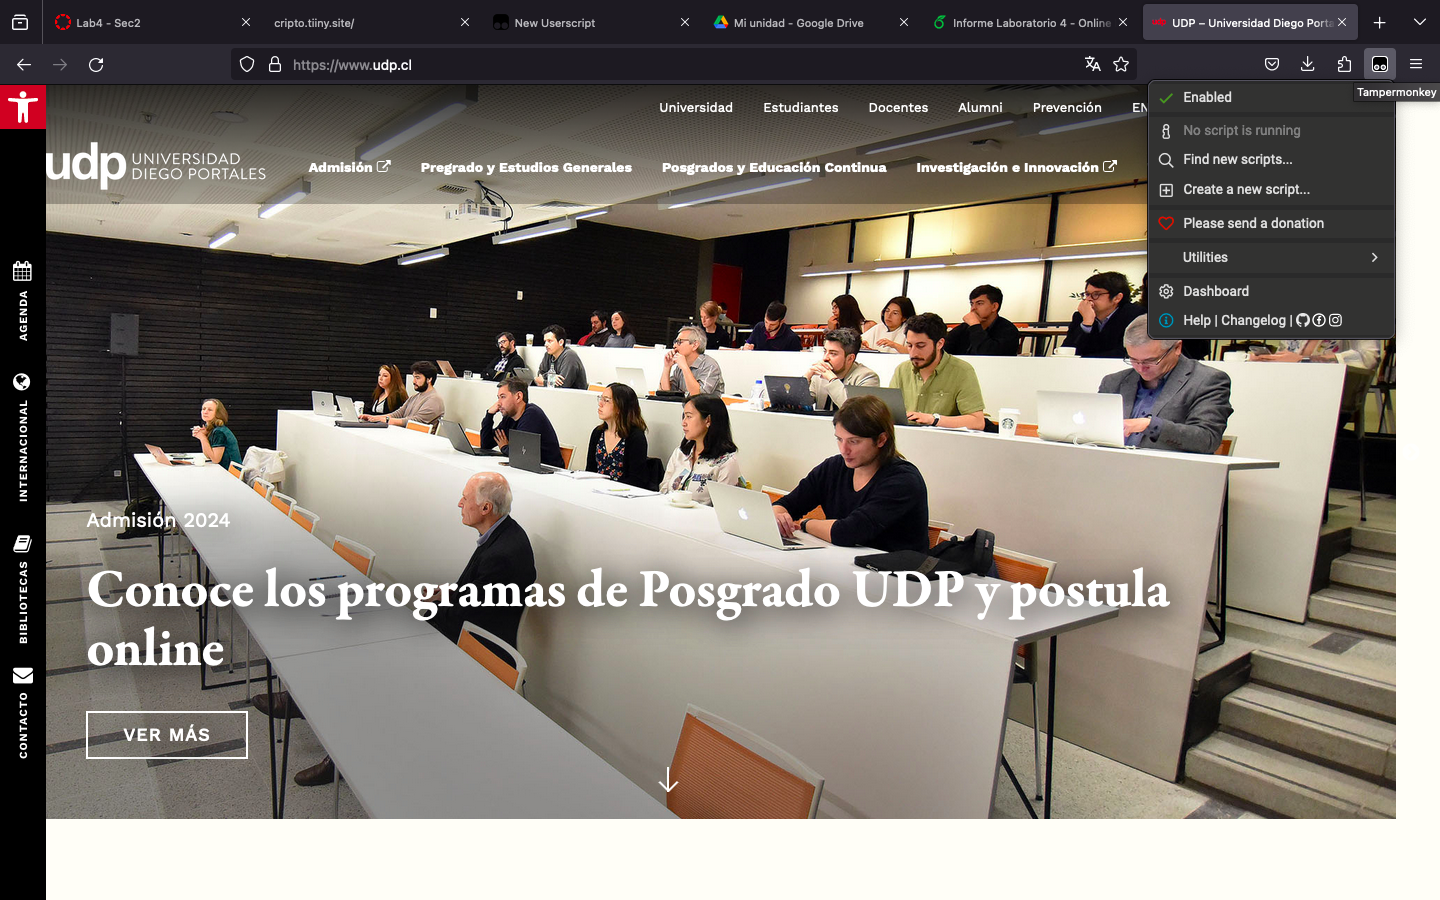 Lab4 - Sec2
cripto.tiiny.site/
New Userscript
Mi unidad - Google Drive
Informe Laboratorio 4 - Online
UDP – Universidad Diego Porta
https://www.udp.cl
Tampermonkey
Enabled
No script is running
Find new scripts...
Create a new script...
Please send a donation
Utilities
Dashboard
Help | Changelog |
Universidad
Estudiantes
Docentes
Alumni
Prevención
EN
udp UNIVERSIDAD
DIEGO PORTALES
Admisión
Pregrado y Estudios Generales
Posgrados y Educación Continua
Investigación e Innovación
AGENDA
INTERNACIONAL
BIBLIOTECAS
CONTACTO
Admisión 2024
Conoce los programas de Posgrado UDP y postula
online
VER MÁS